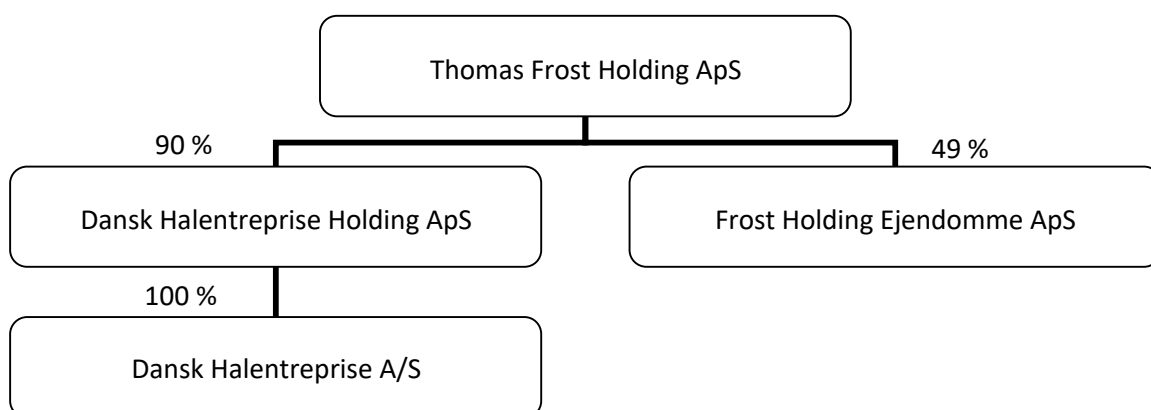 Thomas Frost Holding ApS
90 %
49 %
Dansk Halentreprise Holding ApS
Frost Holding Ejendomme ApS
100 %
Dansk Halentreprise A/S